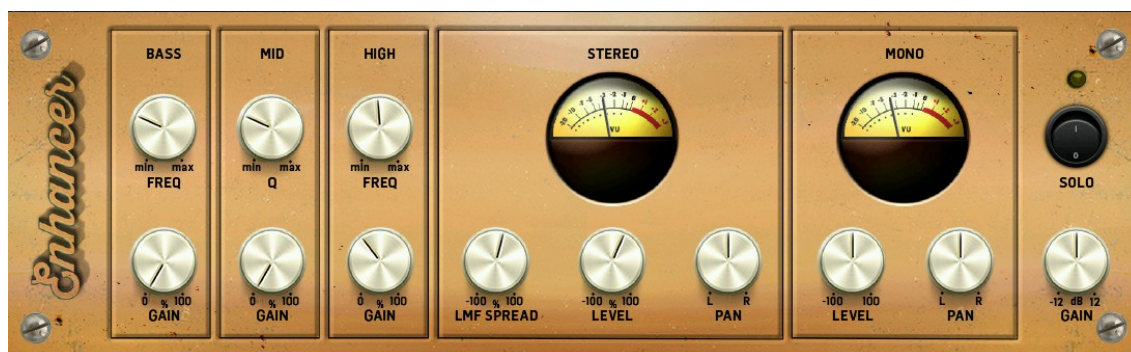 Enhancer
BASS
min max
FREQ
0 % 100
GAIN
MID
min max
Q
0 % 100
GAIN
HIGH
min max
FREQ
0 % 100
GAIN
STEREO
VU
-100 % 100
LMF SPREAD
-100 % 100
LEVEL
L R
PAN
MONO
VU
-100 100
LEVEL
L R
PAN
I
0
SOLO
-12 dB 12
GAIN